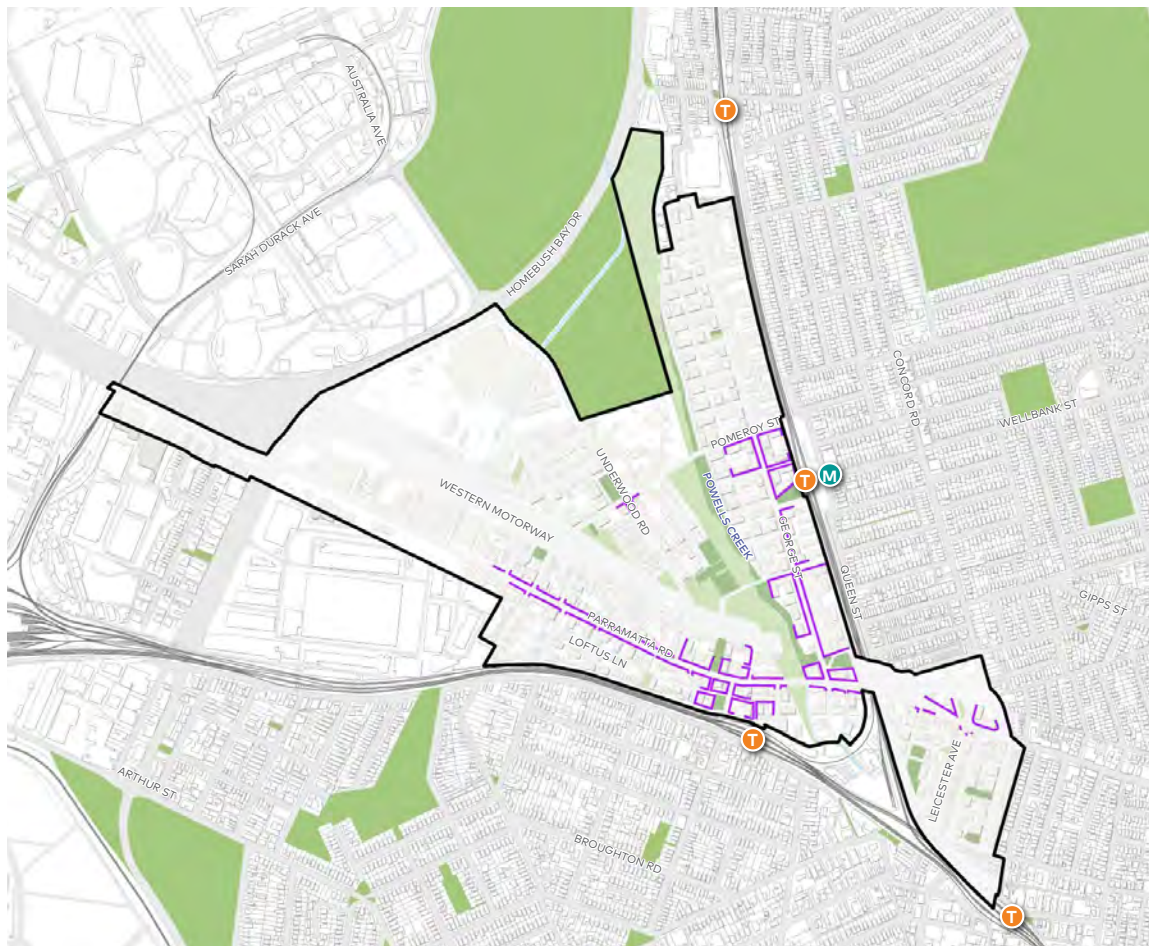 AUSTRALIA AVE
T
SARAH DURACK AVE
HOMEBUSH BAY DR
CONCORD RD
WELLBANK ST
POMEROY ST
UNDERWOOD RD
T
M
WESTERN MOTORWAY
POWELLS CREEK
GEORGE ST
QUEEN ST
GIPPS ST
PARRAMATTA RD
LOFTUS LN
T
LEICESTER AVE
ARTHUR ST
BROUGHTON RD
T